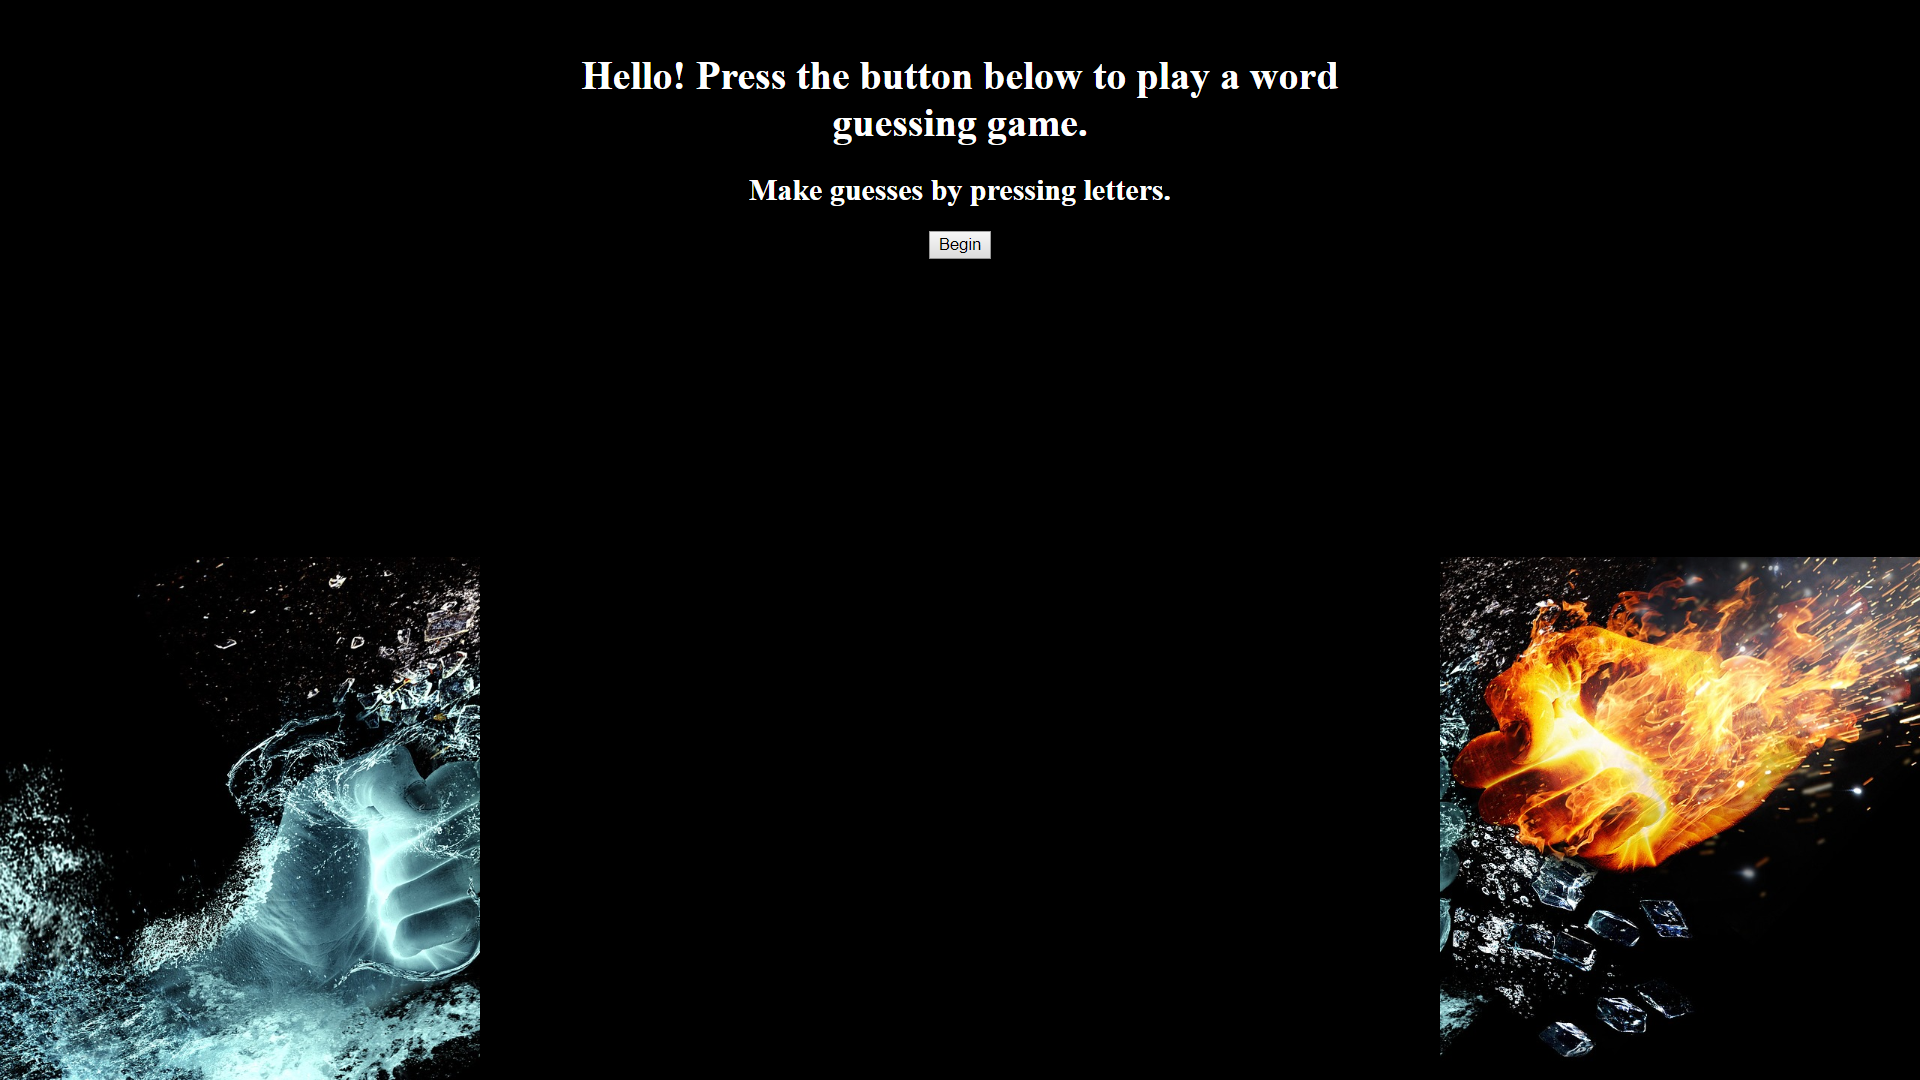 Hello! Press the button below to play a word
guessing game.
Make guesses by pressing letters.
Begin